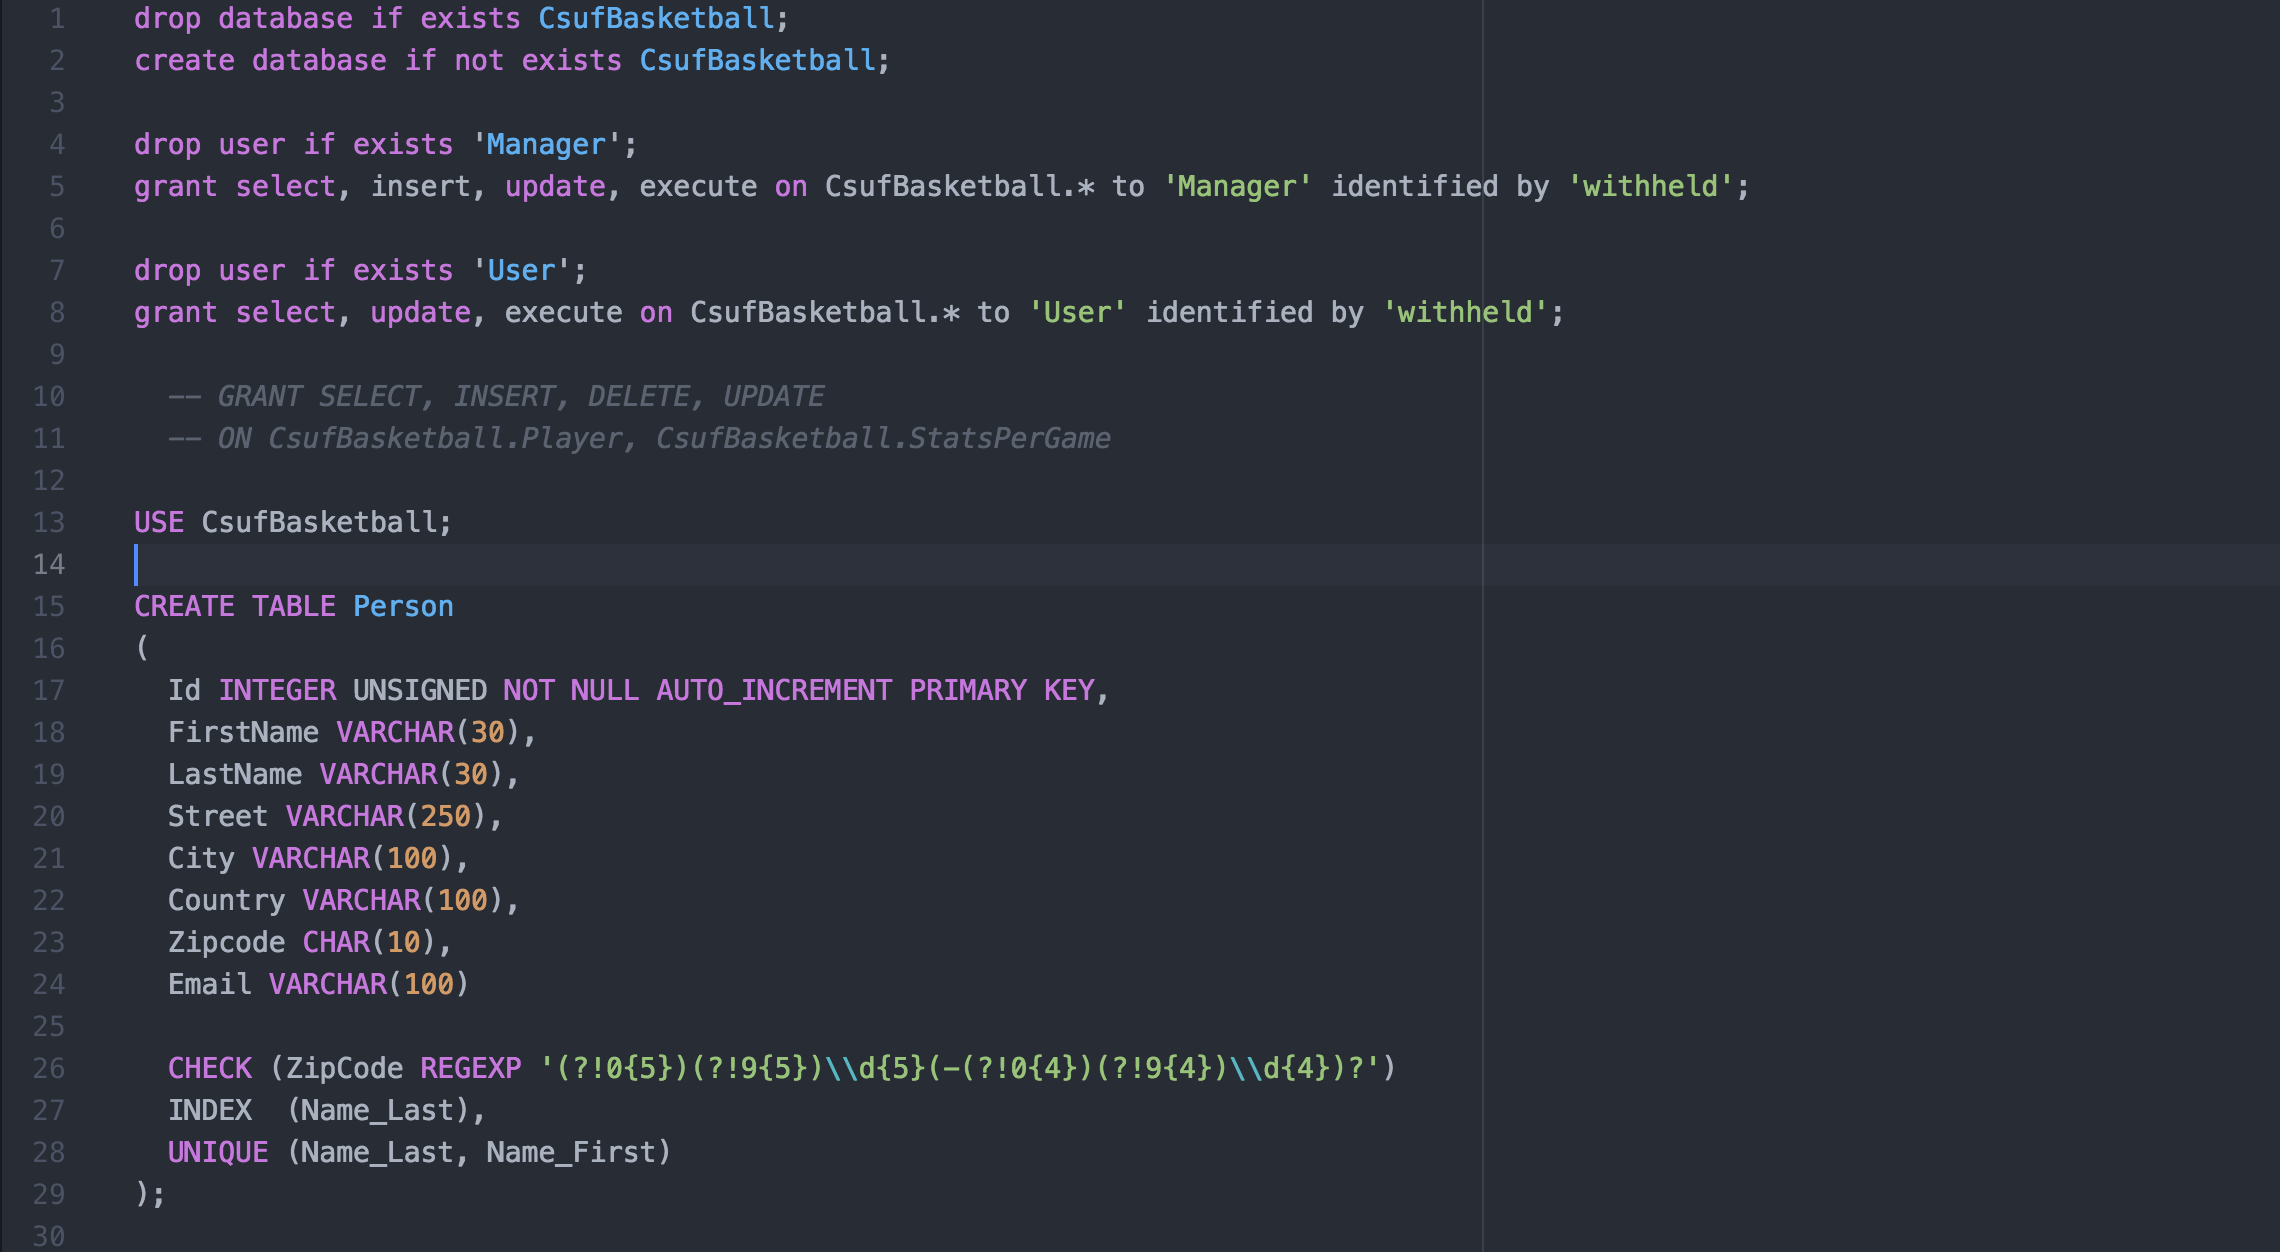 1 drop database if exists CsufBasketball;
2 create database if not exists CsufBasketball;
3
4 drop user if exists 'Manager';
5 grant select, insert, update, execute on CsufBasketball.* to 'Manager' identified by 'withheld';
6
7 drop user if exists 'User';
8 grant select, update, execute on CsufBasketball.* to 'User' identified by 'withheld';
9
10 -- GRANT SELECT, INSERT, DELETE, UPDATE
11 -- ON CsufBasketball.Player, CsufBasketball.StatsPerGame
12
13 USE CsufBasketball;
14
15 CREATE TABLE Person
16 (
17 Id INTEGER UNSIGNED NOT NULL AUTO_INCREMENT PRIMARY KEY,
18 FirstName VARCHAR(30),
19 LastName VARCHAR(30),
20 Street VARCHAR(250),
21 City VARCHAR(100),
22 Country VARCHAR(100),
23 Zipcode CHAR(10),
24 Email VARCHAR(100)
25
26 CHECK (ZipCode REGEXP '(?!0{5})(?!9{5})\\d{5}(-(?!0{4})(?!9{4})\\d{4})?')
27 INDEX  (Name_Last),
28 UNIQUE (Name_Last, Name_First)
29 );
30